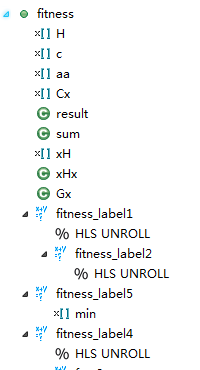 fitness
H
c
aa
Cx
result
sum
xH
xHx
Gx
fitness_label1
% HLS UNROLL
fitness_label2
% HLS UNROLL
fitness_label5
min
fitness_label4
% HLS UNROLL